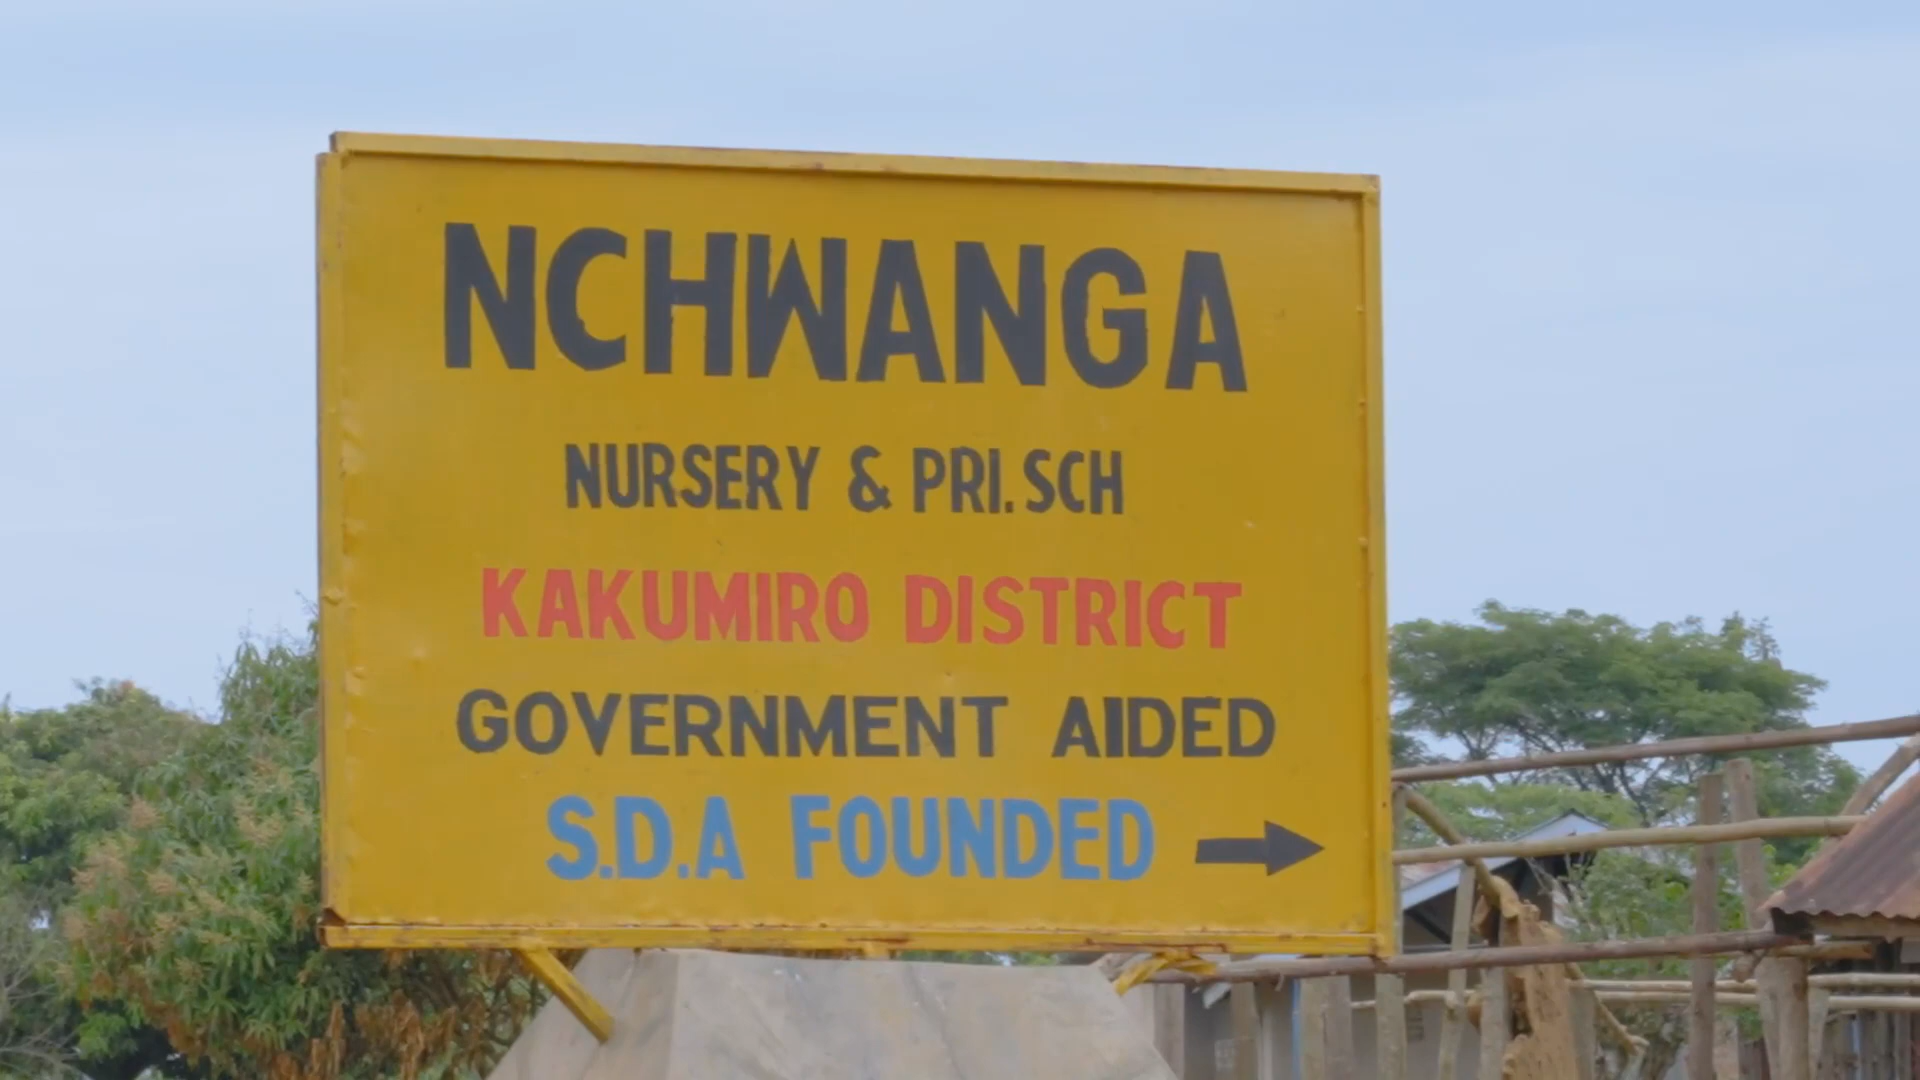 NCHWANGA
NURSERY & PRI. SCH
KAKUMIRO DISTRICT
GOVERNMENT AIDED
S.D.A FOUNDED